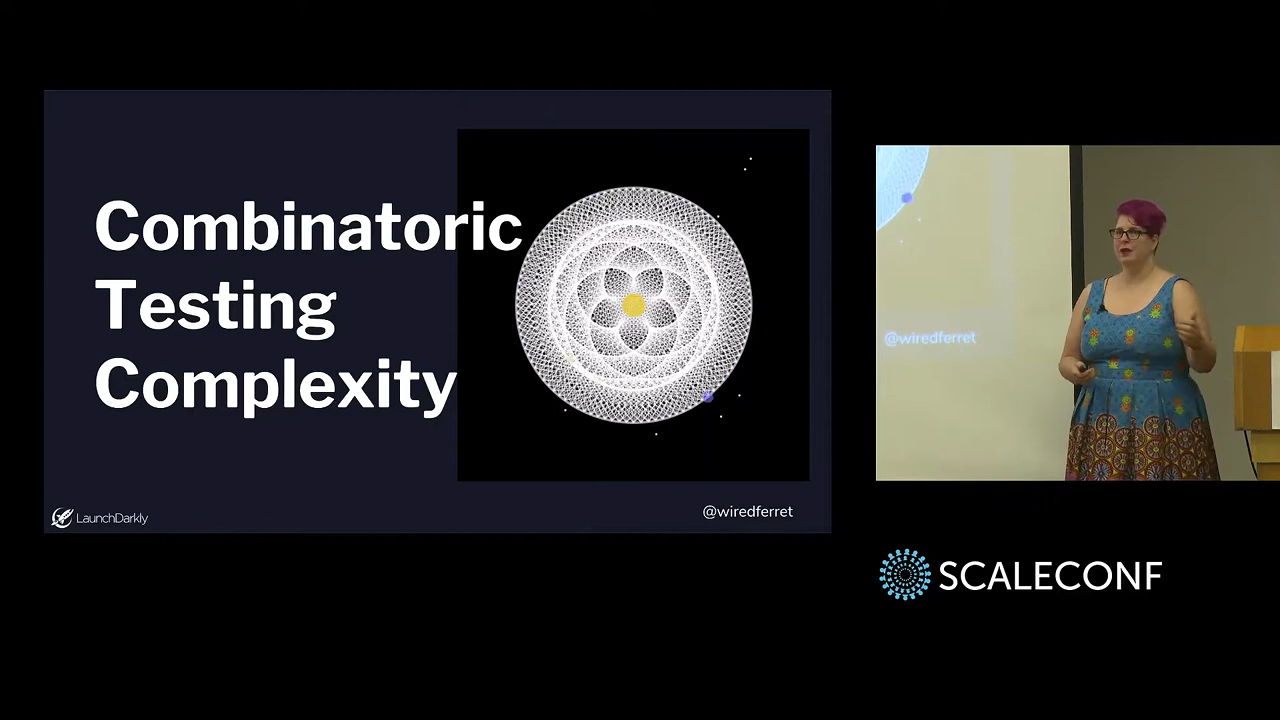 Combinatoric
Testing
Complexity
LaunchDarkly
@wiredferret
@wiredferret
SCALECONF